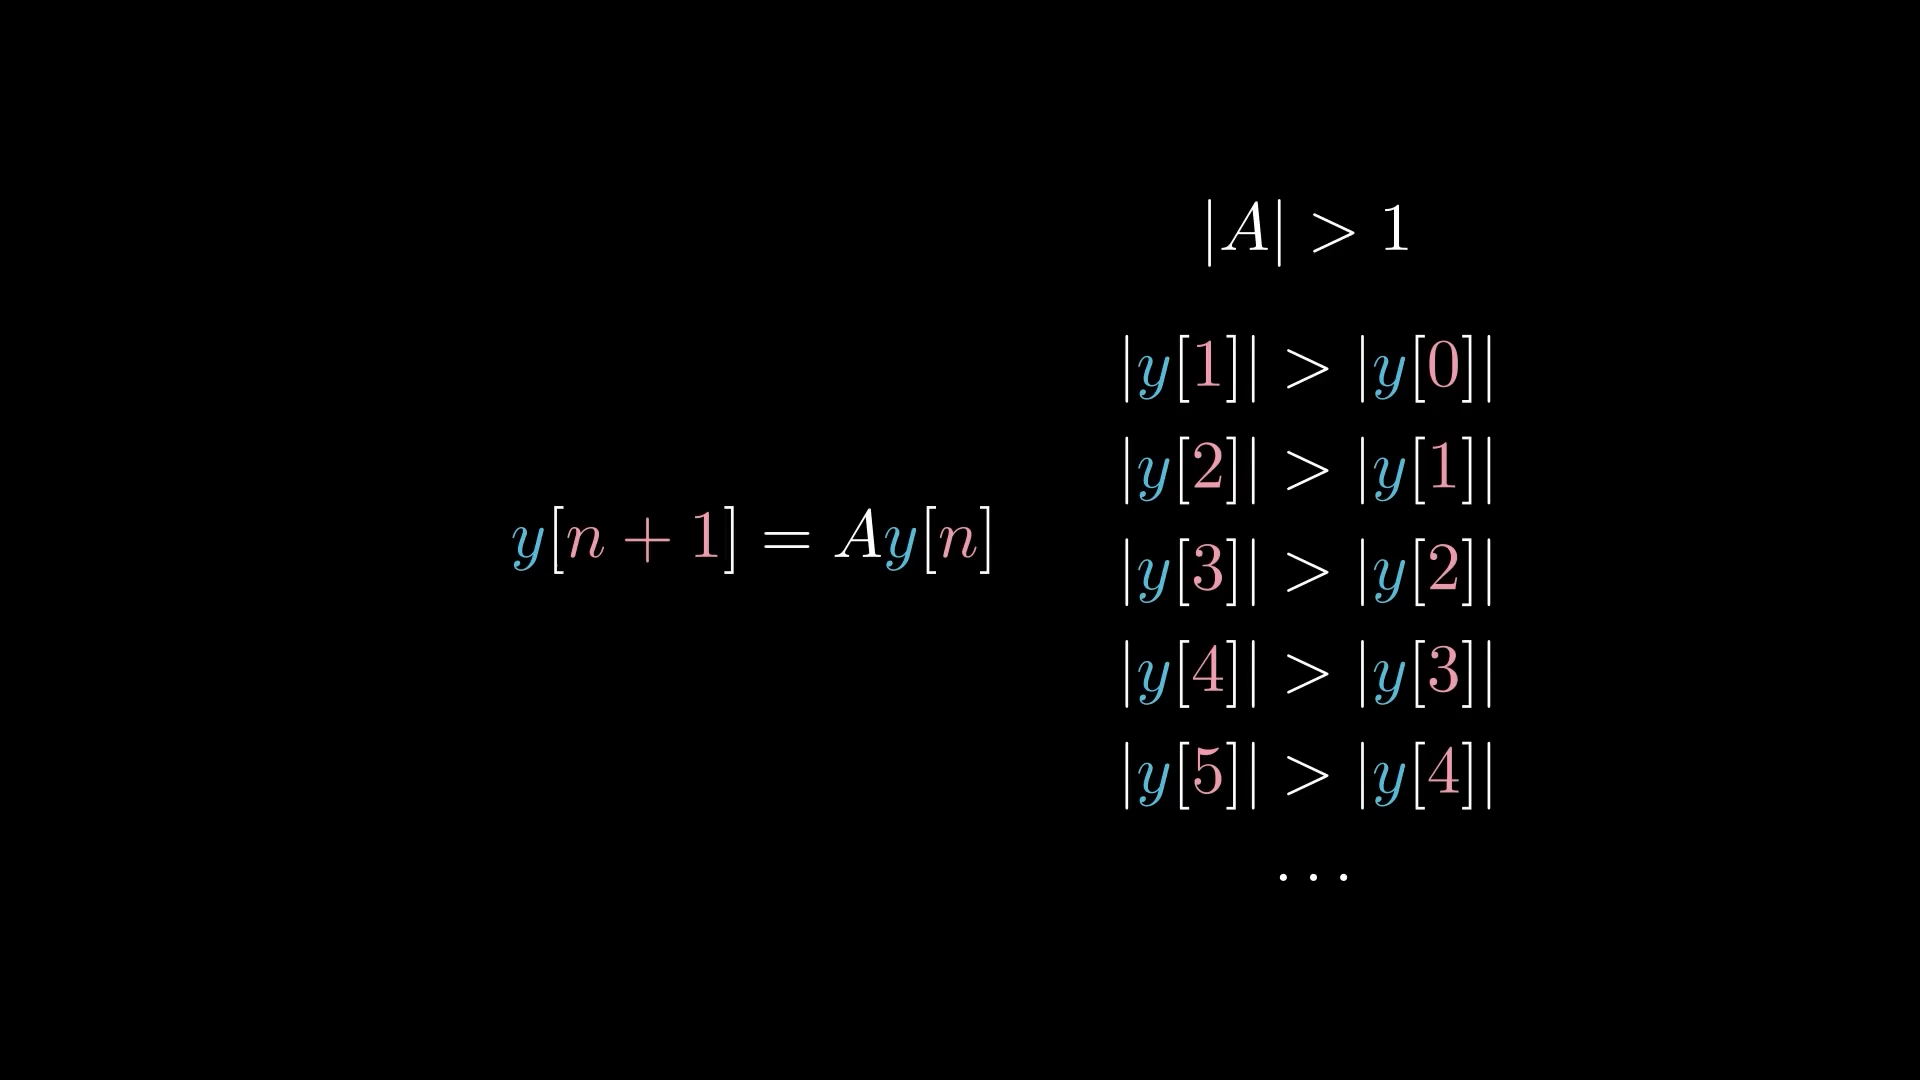 y[n + 1] = Ay[n]
|A| > 1
|y[1]| > |y[0]|
|y[2]| > |y[1]|
|y[3]| > |y[2]|
|y[4]| > |y[3]|
|y[5]| > |y[4]|
...